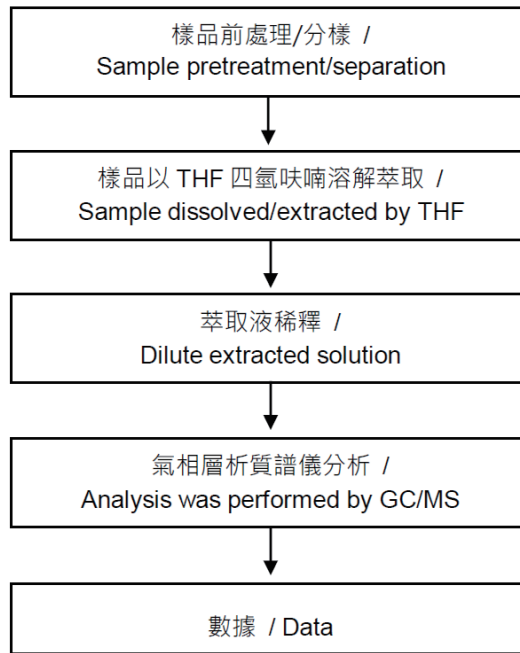 樣品前處理/分樣 /
Sample pretreatment/separation
樣品以 THF 四氫呋喃溶解萃取 /
Sample dissolved/extracted by THF
萃取液稀釋 /
Dilute extracted solution
氣相層析質譜儀分析 /
Analysis was performed by GC/MS
數據 / Data